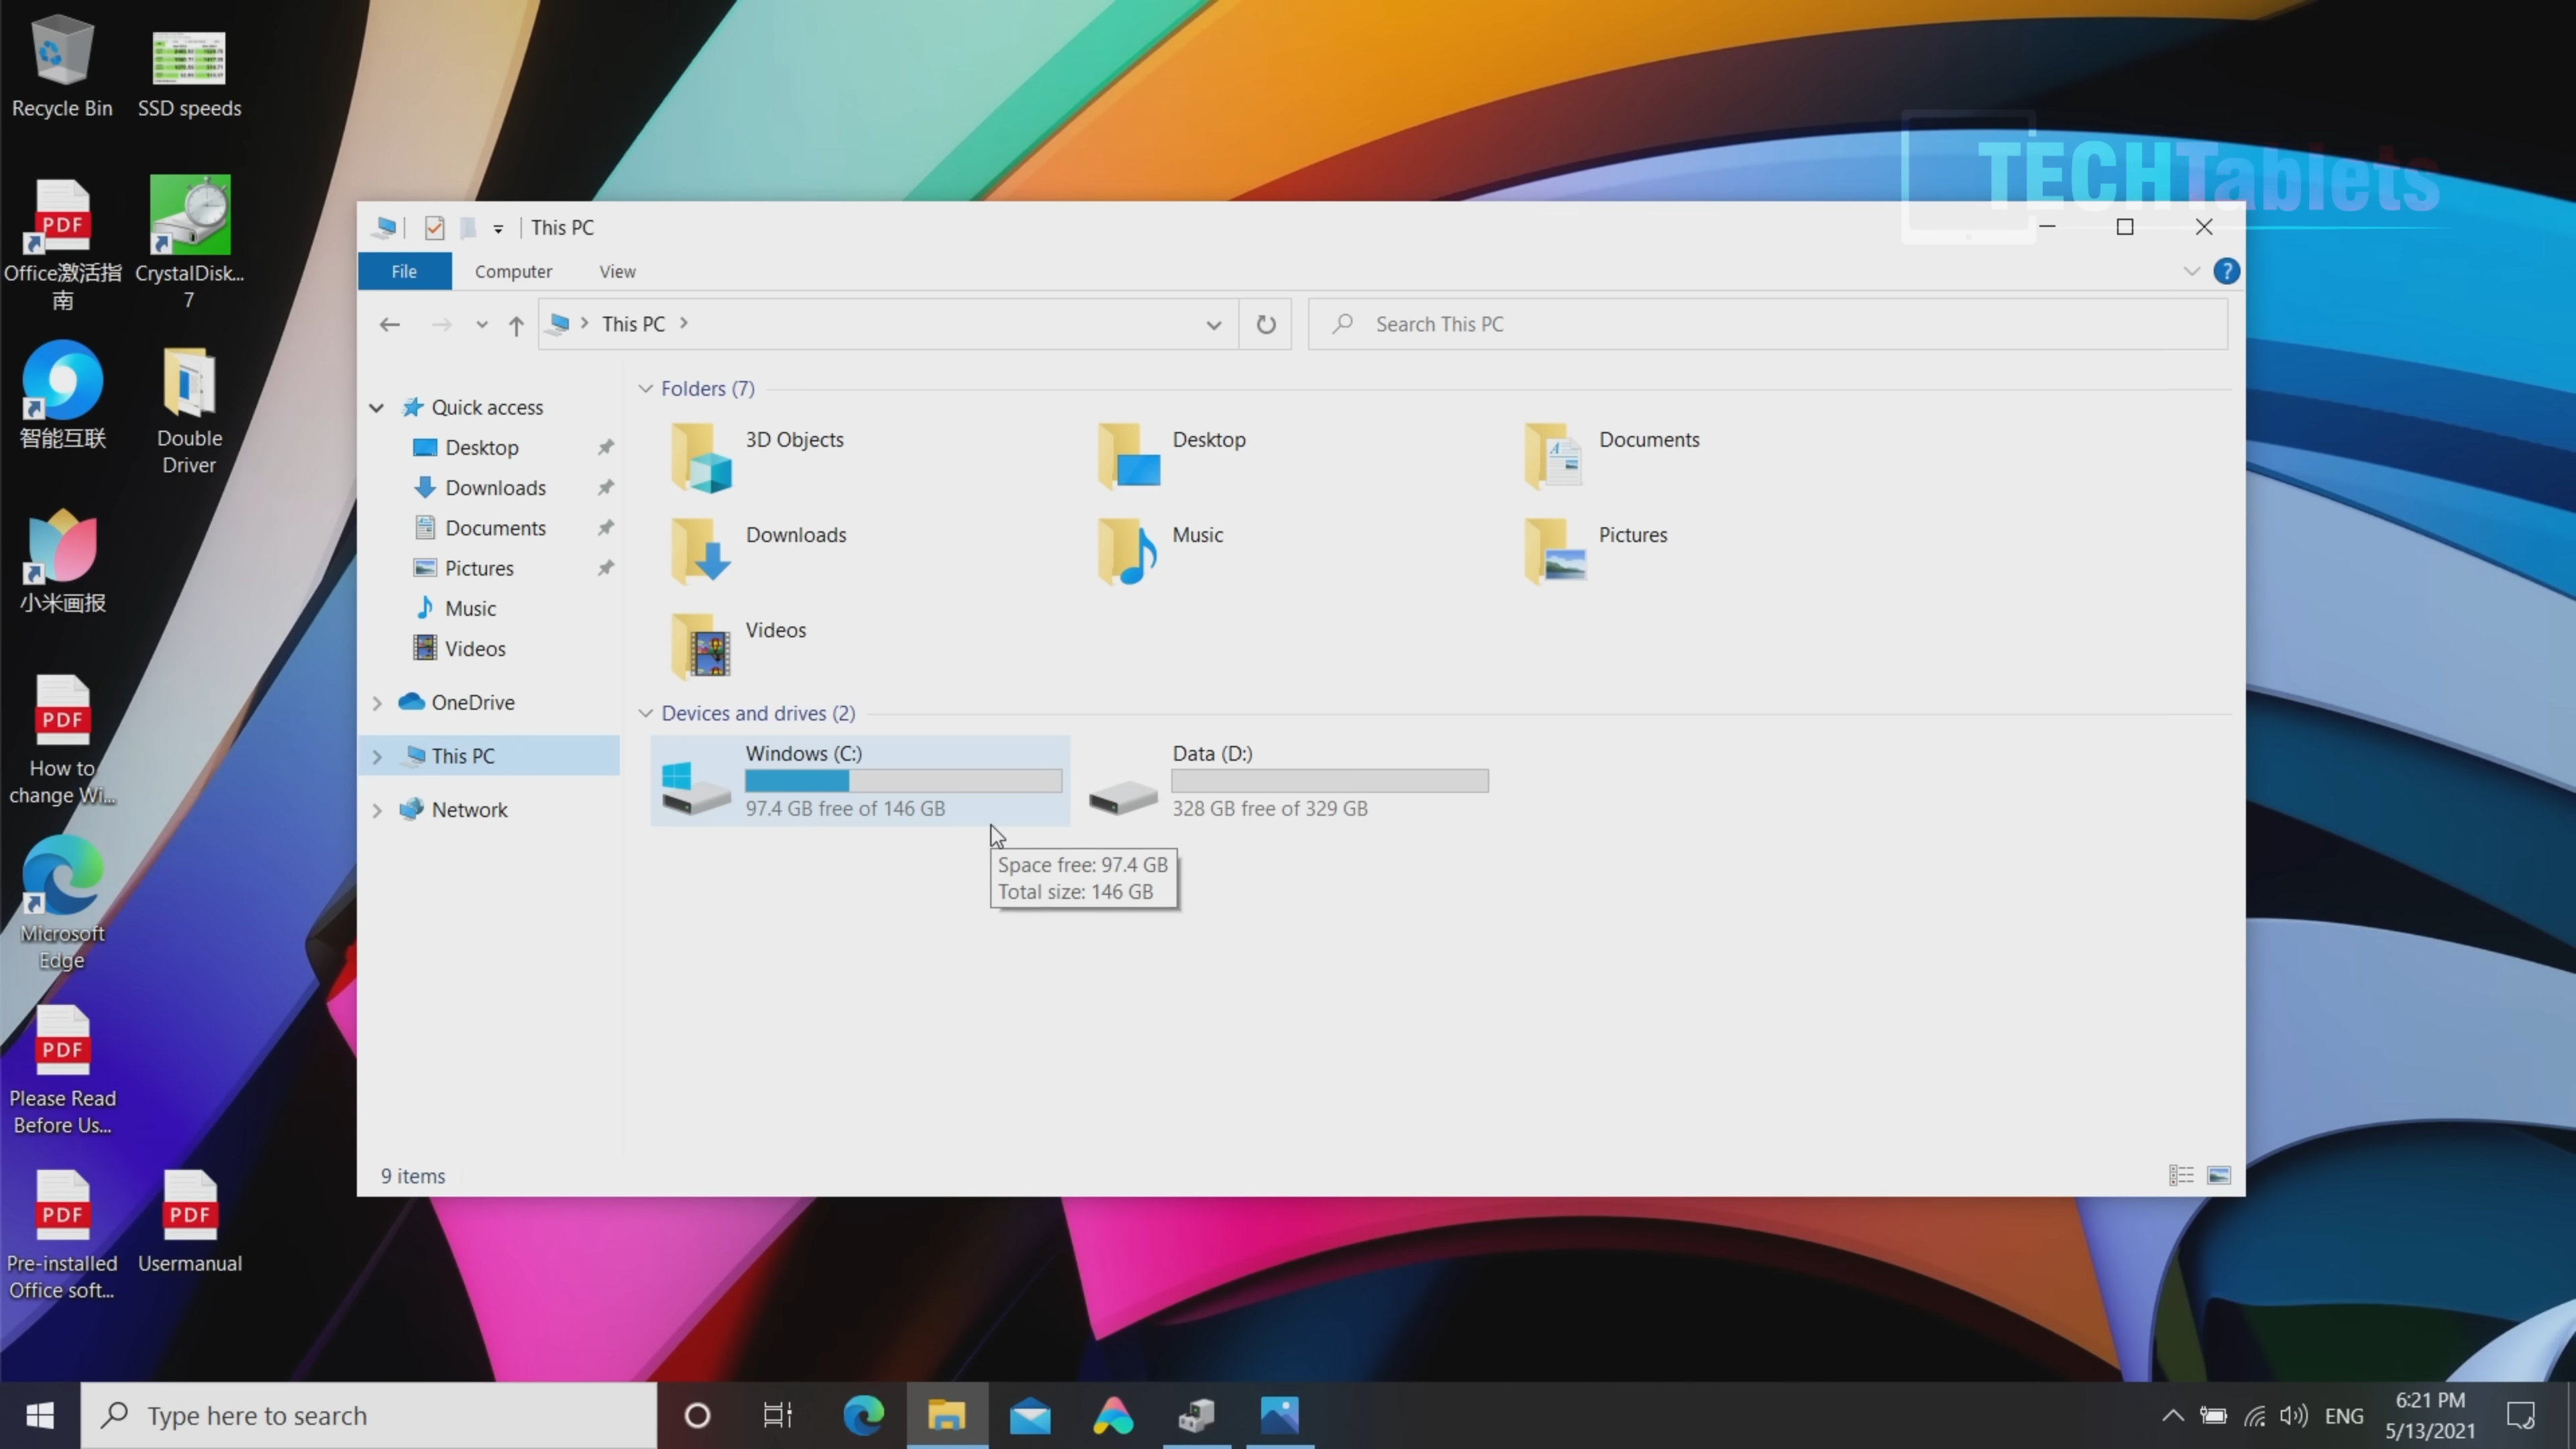 Recycle Bin
SSD speeds
PDF
Office激活指
南
CrystalDisk...
7
智能互联
Double
Driver
小米画报
PDF
How to
change Wi...
Microsoft
Edge
PDF
Please Read
Before Us...
PDF
Pre-installed
Office soft...
PDF
Usermanual
TECHTablets
This PC
File
Computer
View
?
This PC
Search This PC
Quick access
Desktop
Downloads
Documents
Pictures
Music
Videos
OneDrive
This PC
Network
Folders (7)
3D Objects
Desktop
Documents
Downloads
Music
Pictures
Videos
Devices and drives (2)
Windows (C:)
97.4 GB free of 146 GB
Data (D:)
328 GB free of 329 GB
Space free: 97.4 GB
Total size: 146 GB
9 items
Type here to search
ENG
6:21 PM
5/13/2021